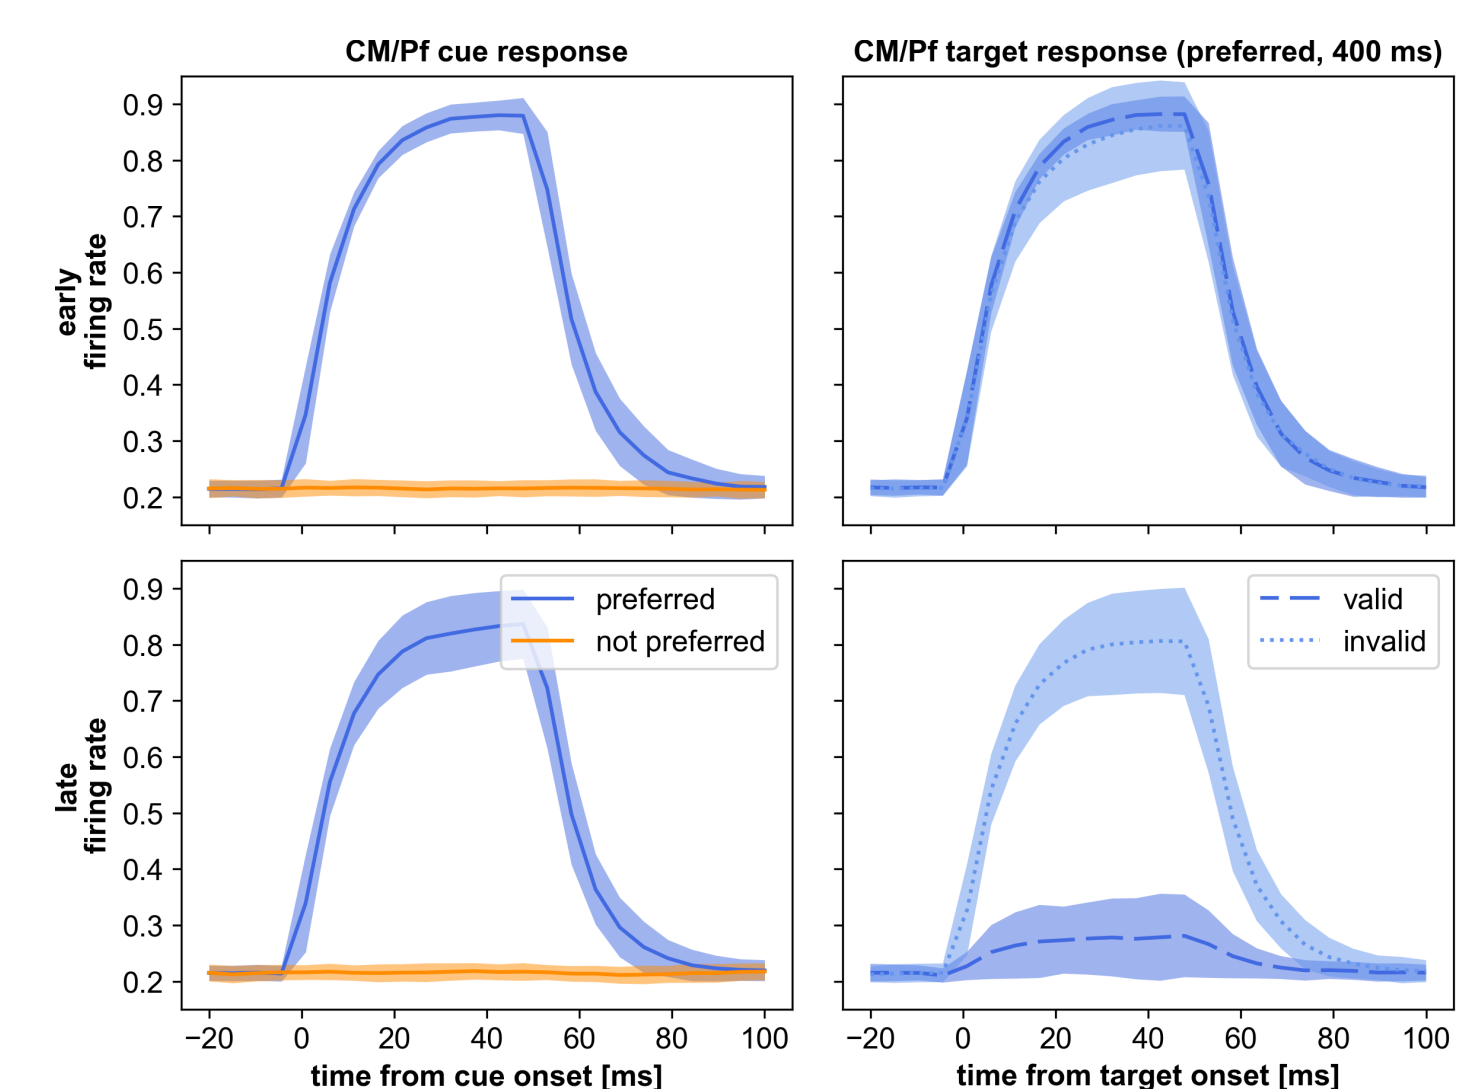 CM/Pf cue response
CM/Pf target response (preferred, 400 ms)
early
firing rate
0.9
0.8
0.7
0.6
0.5
0.4
0.3
0.2
late
firing rate
0.9
0.8
0.7
0.6
0.5
0.4
0.3
0.2
preferred
not preferred
valid
invalid
−20 0 20 40 60 80 100
−20 0 20 40 60 80 100
time from cue onset [ms]
time from target onset [ms]